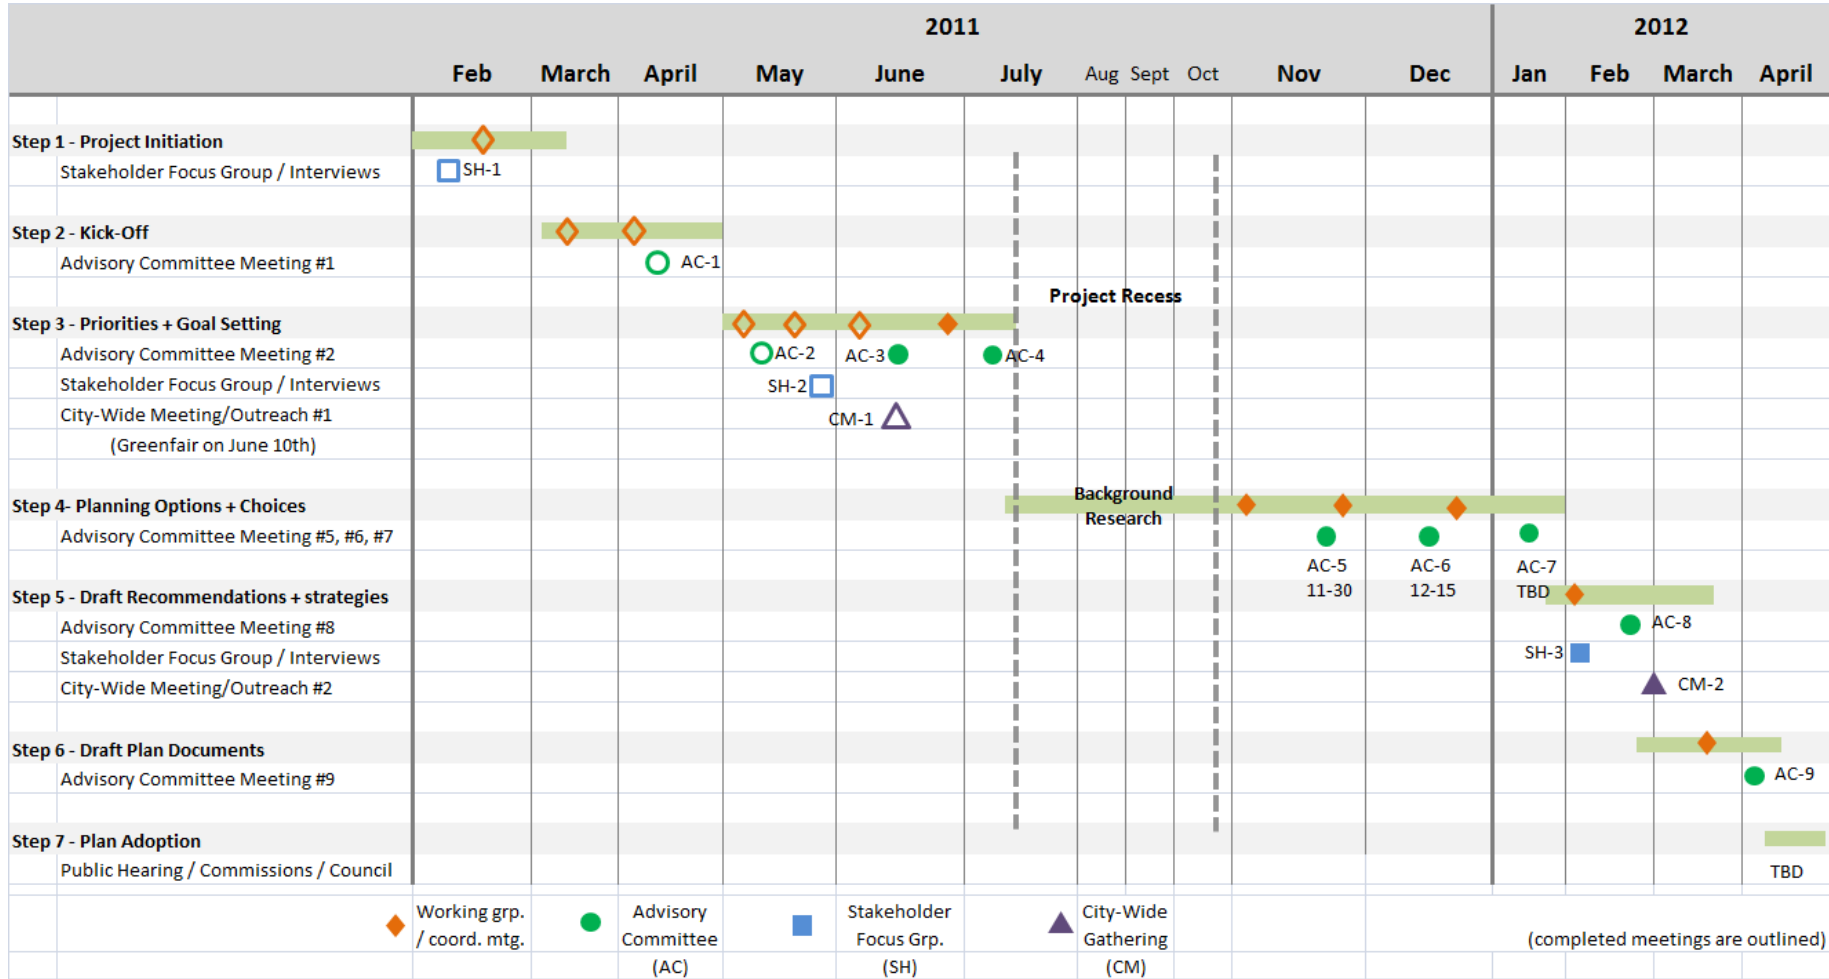 2011 2012
Feb March April May June July Aug Sept Oct Nov Dec Jan Feb March April
Step 1 - Project Initiation
Stakeholder Focus Group / Interviews SH-1
Step 2 - Kick-Off
Advisory Committee Meeting #1 AC-1
Project Recess
Step 3 - Priorities + Goal Setting
Advisory Committee Meeting #2 AC-2 AC-3 AC-4
Stakeholder Focus Group / Interviews SH-2
City-Wide Meeting/Outreach #1 CM-1
(Greenfair on June 10th)
Step 4- Planning Options + Choices Background
Research
Advisory Committee Meeting #5, #6, #7
AC-5 AC-6 AC-7
11-30 12-15 TBD
Step 5 - Draft Recommendations + strategies
Advisory Committee Meeting #8 AC-8
Stakeholder Focus Group / Interviews SH-3
City-Wide Meeting/Outreach #2 CM-2
Step 6 - Draft Plan Documents
Advisory Committee Meeting #9 AC-9
Step 7 - Plan Adoption
Public Hearing / Commissions / Council TBD
Working grp. Advisory Stakeholder City-Wide
/ coord. mtg. Committee Focus Grp. Gathering (completed meetings are outlined)
(AC) (SH) (CM)